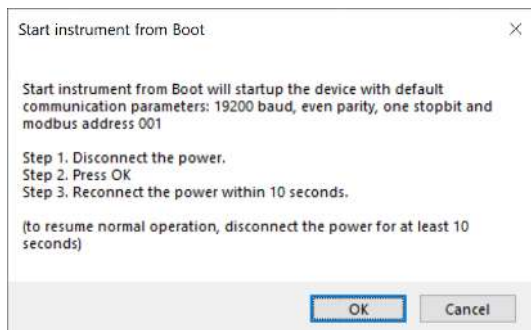 Start instrument from Boot
Start instrument from Boot will startup the device with default
communication parameters: 19200 baud, even parity, one stopbit and
modbus address 001
Step 1. Disconnect the power.
Step 2. Press OK
Step 3. Reconnect the power within 10 seconds.
(to resume normal operation, disconnect the power for at least 10
seconds)
OK
Cancel